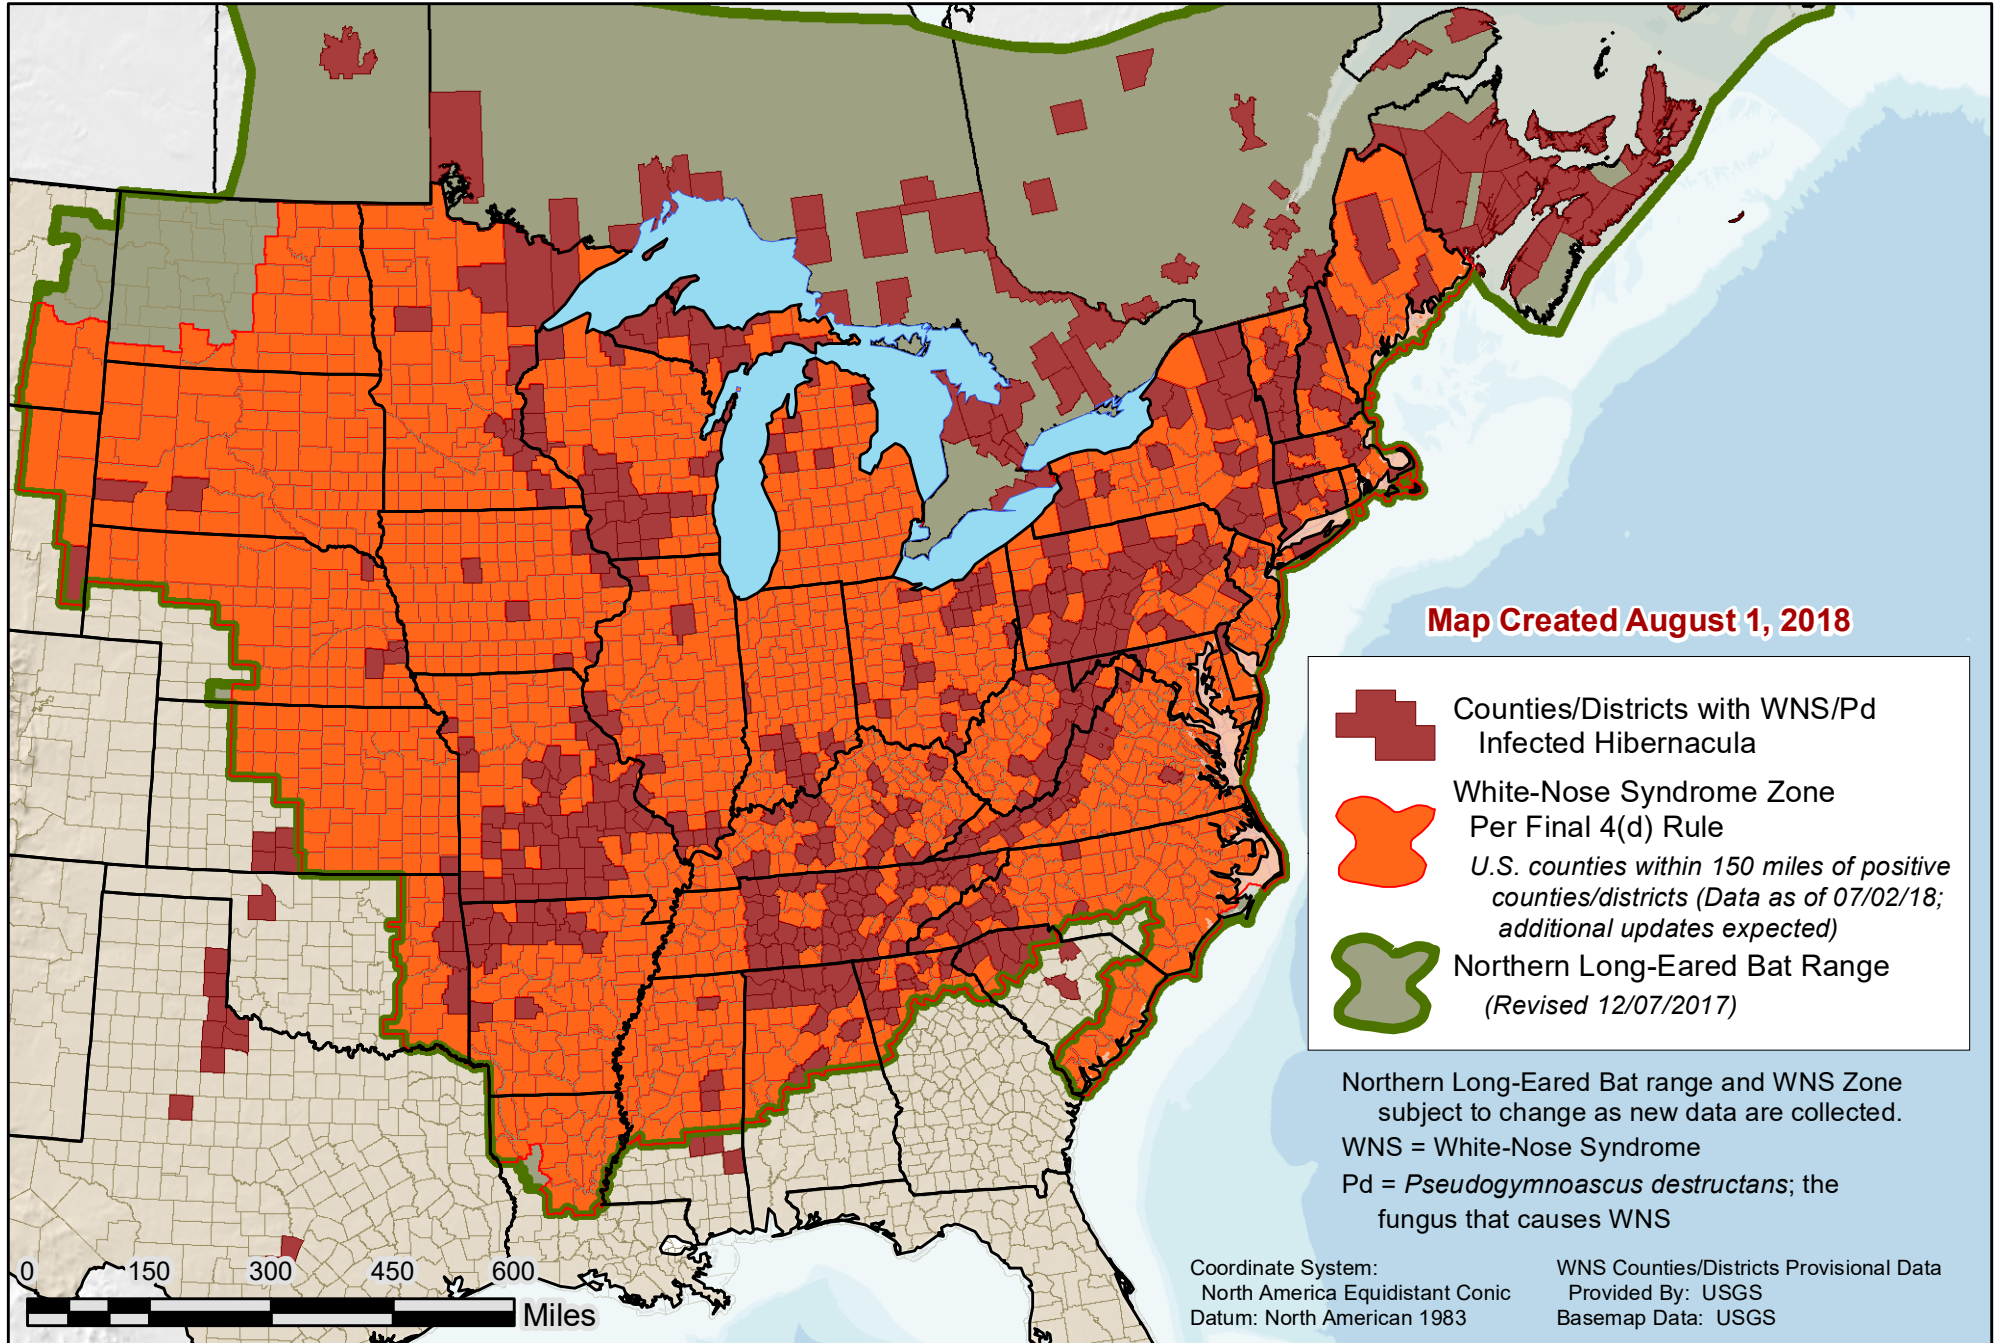 Map Created August 1, 2018
Counties/Districts with WNS/Pd
Infected Hibernacula
White-Nose Syndrome Zone
Per Final 4(d) Rule
U.S. counties within 150 miles of positive
counties/districts (Data as of 07/02/18;
additional updates expected)
Northern Long-Eared Bat Range
(Revised 12/07/2017)
Northern Long-Eared Bat range and WNS Zone
subject to change as new data are collected.
WNS = White-Nose Syndrome
Pd = Pseudogymnoascus destructans; the
fungus that causes WNS
0 150 300 450 600
Miles
Coordinate System:
North America Equidistant Conic
Datum: North American 1983
WNS Counties/Districts Provisional Data
Provided By: USGS
Basemap Data: USGS